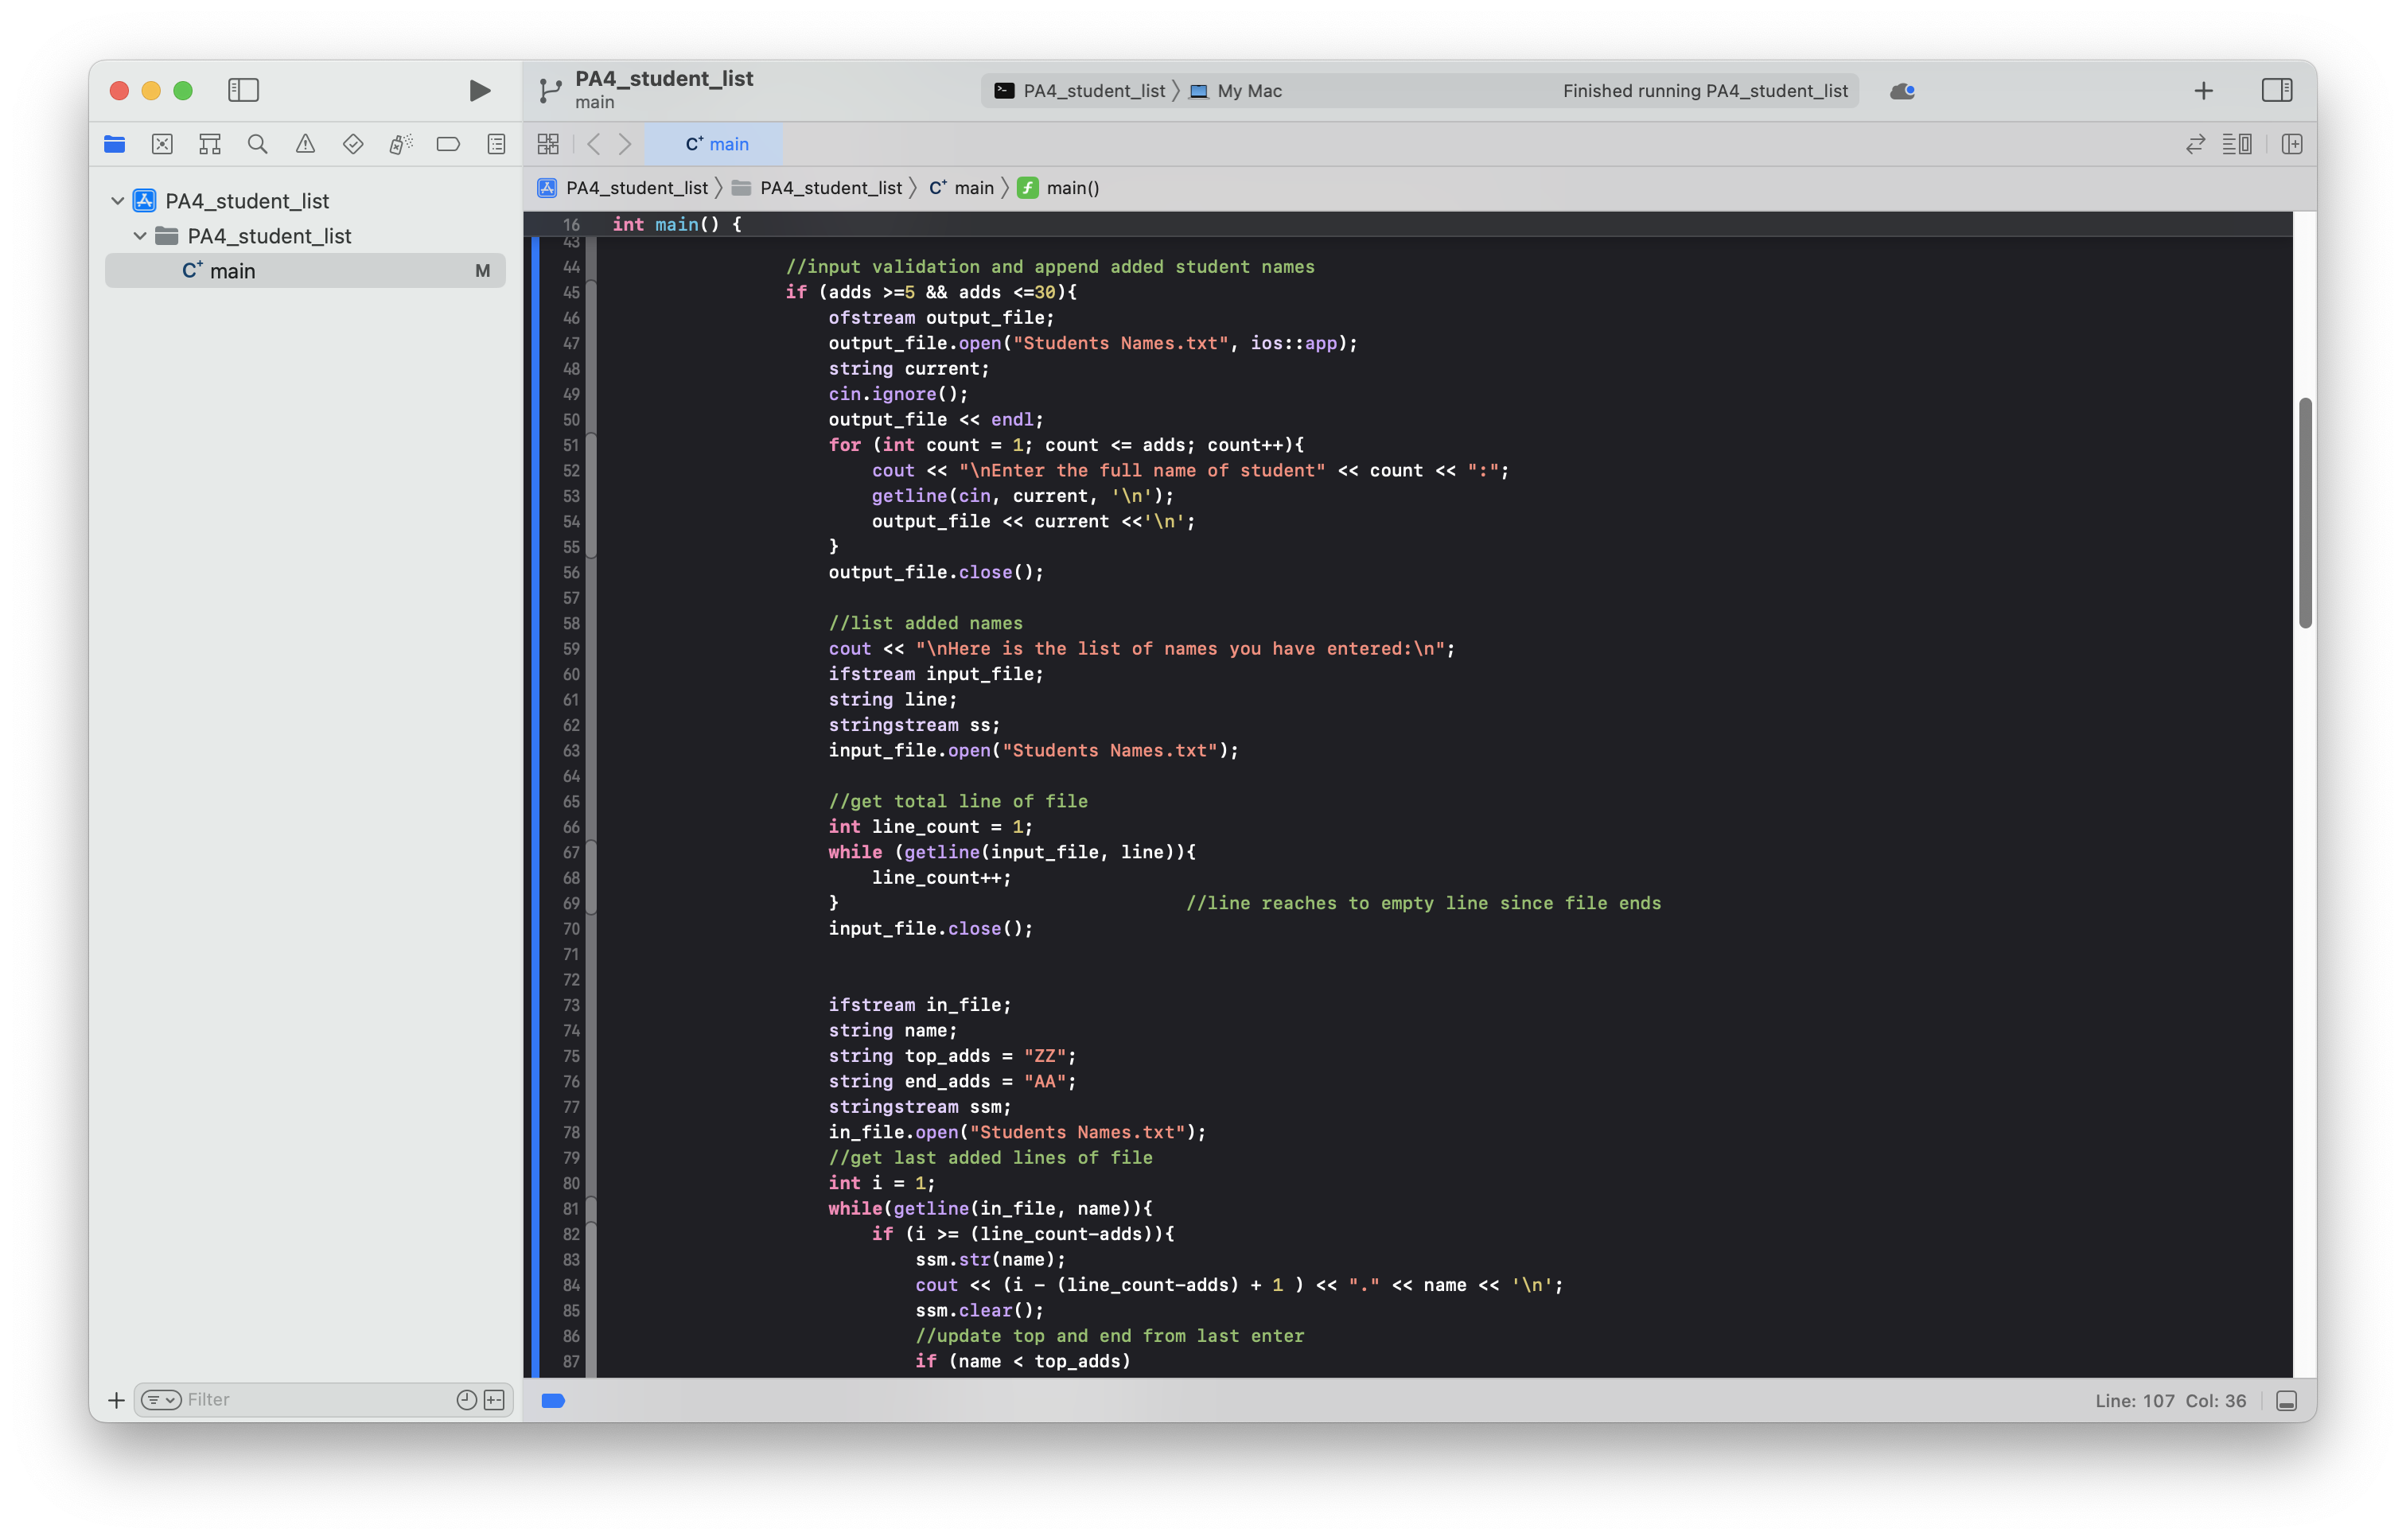 PA4_student_list
main
PA4_student_list
My Mac
Finished running PA4_student_list
C+ main
PA4_student_list
PA4_student_list
C+ main
M
PA4_student_list
PA4_student_list
C+ main
main()
16 int main() {
43
44 //input validation and append added student names
45 if (adds >=5 && adds <=30){
46 ofstream output_file;
47 output_file.open("Students Names.txt", ios::app);
48 string current;
49 cin.ignore();
50 output_file << endl;
51 for (int count = 1; count <= adds; count++){
52 cout << "\nEnter the full name of student" << count << ":";
53 getline(cin, current, '\n');
54 output_file << current <<'\n';
55 }
56 output_file.close();
57
58 //list added names
59 cout << "\nHere is the list of names you have entered:\n";
60 ifstream input_file;
61 string line;
62 stringstream ss;
63 input_file.open("Students Names.txt");
64
65 //get total line of file
66 int line_count = 1;
67 while (getline(input_file, line)){
68 line_count++;
69 } //line reaches to empty line since file ends
70 input_file.close();
71
72
73 ifstream in_file;
74 string name;
75 string top_adds = "ZZ";
76 string end_adds = "AA";
77 stringstream ssm;
78 in_file.open("Students Names.txt");
79 //get last added lines of file
80 int i = 1;
81 while(getline(in_file, name)){
82 if (i >= (line_count-adds)){
83 ssm.str(name);
84 cout << (i - (line_count-adds) + 1 ) << "." << name << '\n';
85 ssm.clear();
86 //update top and end from last enter
87 if (name < top_adds)
Filter
Line: 107 Col: 36